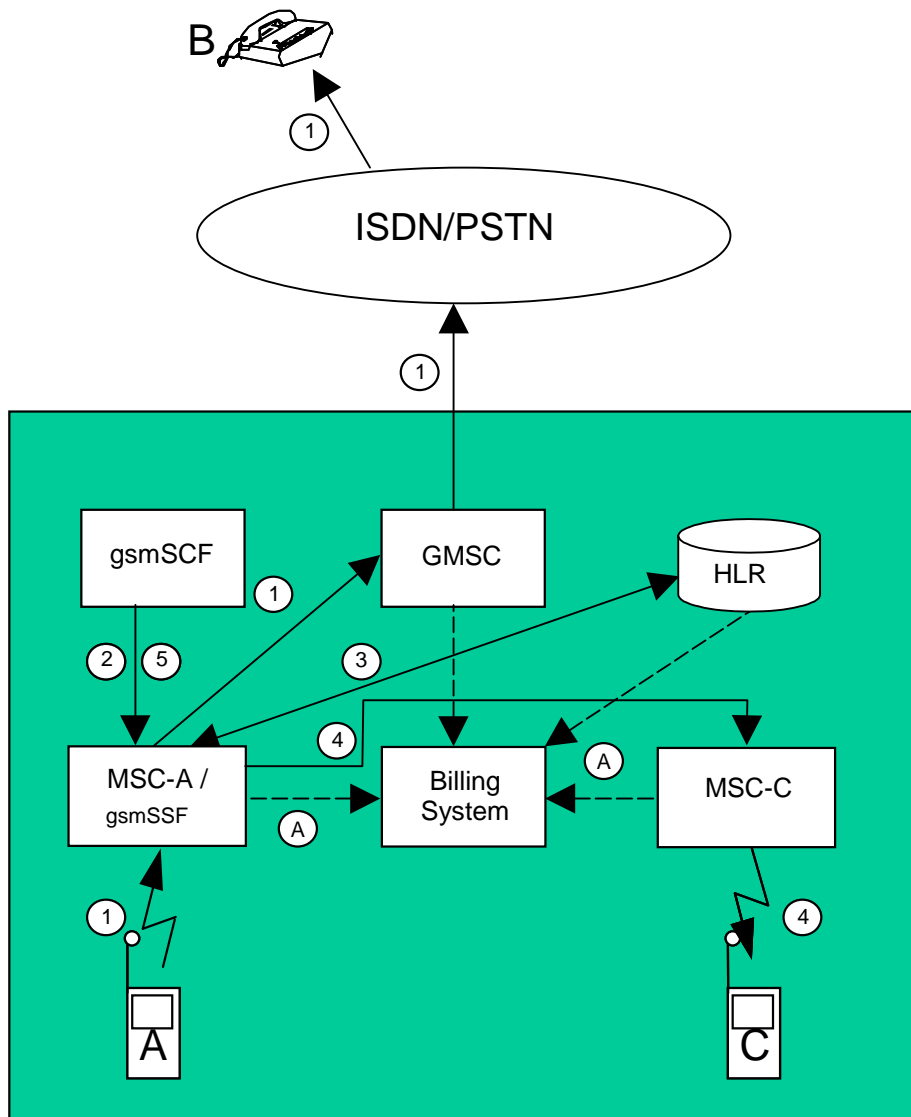 B
1
ISDN/PSTN
1
gsmSCF
GMSC
HLR
1
2
5
3
4
MSC-A /
gsmSSF
Billing
System
MSC-C
A
A
1
4
A
C